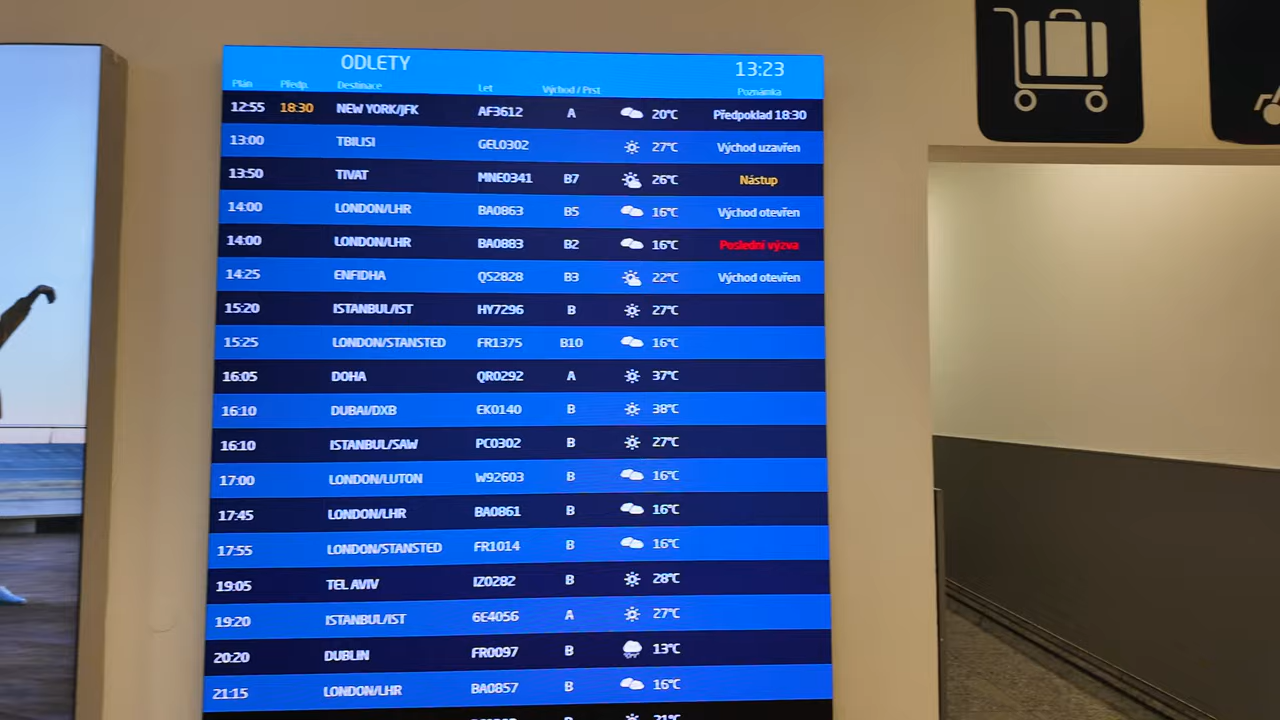 ODLETY 13:23
Plán Předp. Destinace Let Východ / Prst Poznámka
12:55 18:30 NEW YORK/JFK AF3612 A 20°C Předpoklad 18:30
13:00 TBILISI GEL0302 27°C Východ uzavřen
13:50 TIVAT MNE0341 B7 26°C Nástup
14:00 LONDON/LHR BA0863 B5 16°C Východ otevřen
14:00 LONDON/LHR BA0883 B2 16°C Poslední výzva
14:25 ENFIDHA QS2828 B3 22°C Východ otevřen
15:20 ISTANBUL/IST HY7296 B 27°C
15:25 LONDON/STANSTED FR1375 B10 16°C
16:05 DOHA QR0292 A 37°C
16:10 DUBAI/DXB EK0140 B 38°C
16:10 ISTANBUL/SAW PC0302 B 27°C
17:00 LONDON/LUTON W92603 B 16°C
17:45 LONDON/LHR BA0861 B 16°C
17:55 LONDON/STANSTED FR1014 B 16°C
19:05 TEL AVIV IZ0282 B 28°C
19:20 ISTANBUL/IST 6E4056 A 27°C
20:20 DUBLIN FR0097 B 13°C
21:15 LONDON/LHR BA0857 B 16°C